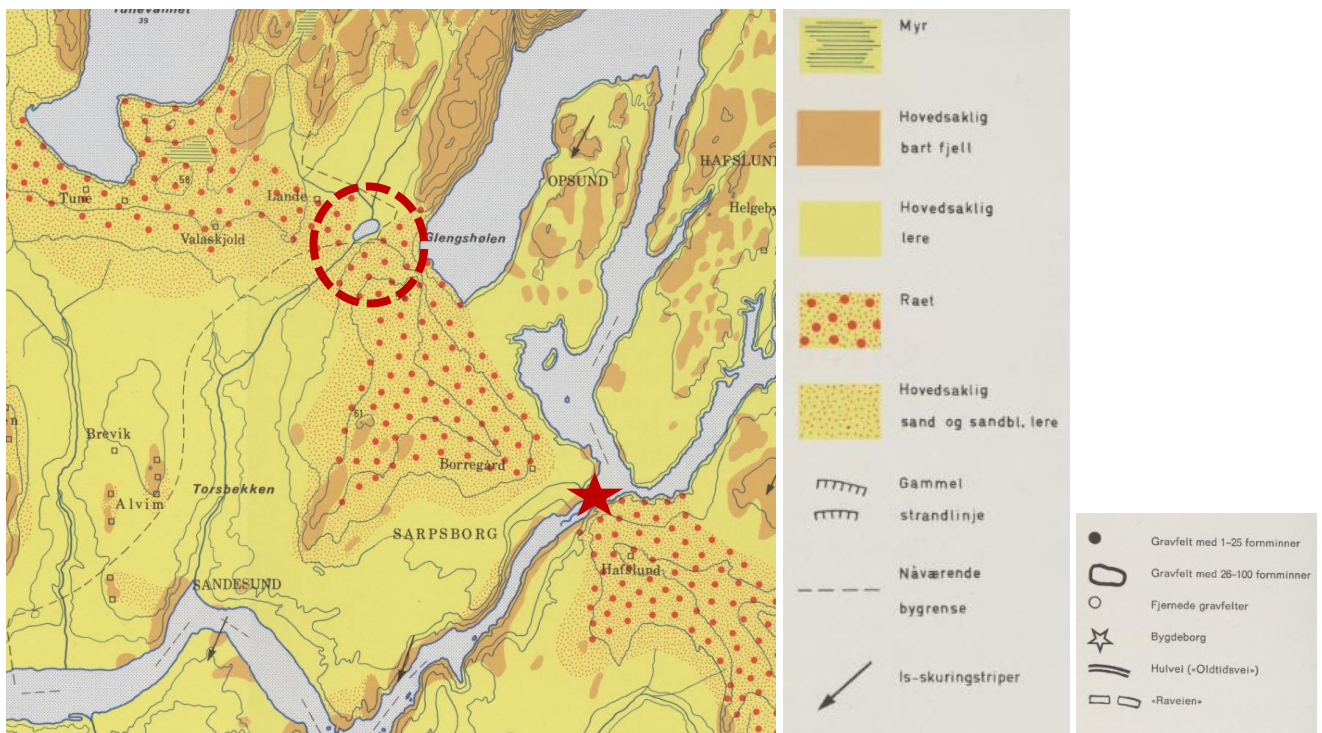 Tunevannet
39
HAFSLUND
OPSUND
58
Tune
Lande
Helgeby
Valaskjold
Glengshølen
61
Brevik
Borregård
Alvim
Torsbekken
SARPSBORG
Hafslund
SANDESUND
Myr
Hovedsaklig
bart fjell
Hovedsaklig
lere
Raet
Hovedsaklig
sand og sandbl. lere
Gammel
strandlinje
Nåværende
bygrense
Is-skuringstriper
Gravfelt med 1–25 fornminner
Gravfelt med 26–100 fornminner
Fjernede gravfelter
Bygdeborg
Hulvei («Oldtidsvei»)
«Raveien»